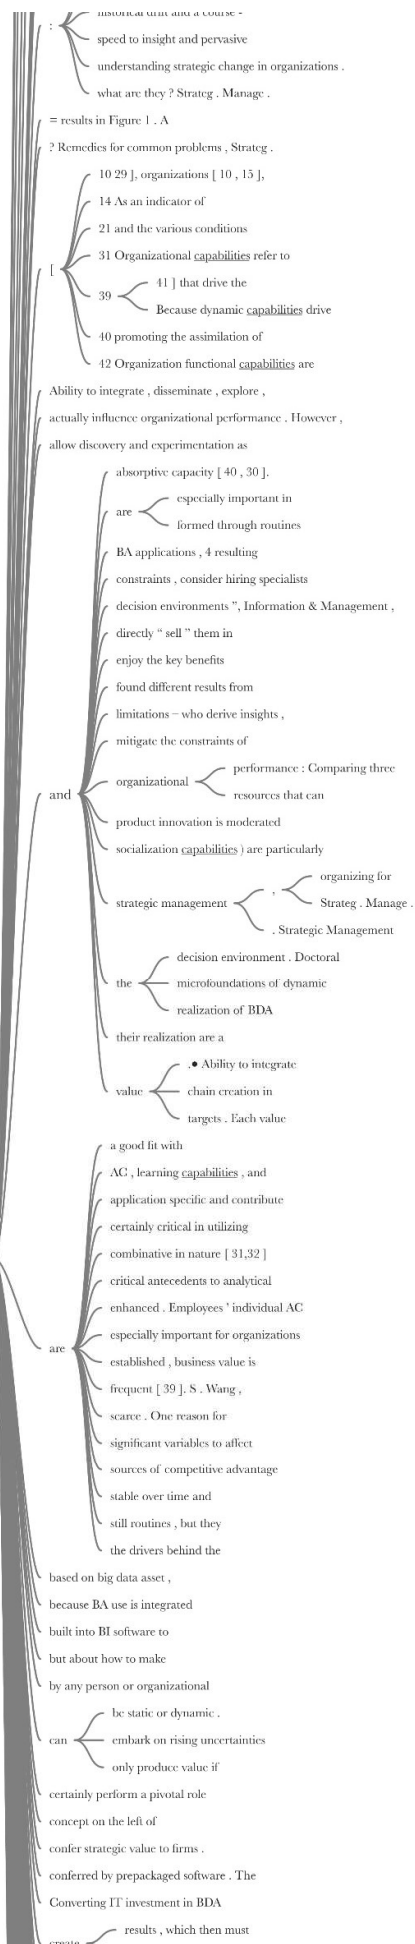 :
historical drift and a course -
speed to insight and pervasive
understanding strategic change in organizations .
what are they ? Strateg . Manage .
= results in Figure 1 . A
? Remedies for common problems , Strateg .
[
10 29 ], organizations [ 10 , 15 ],
14 As an indicator of
21 and the various conditions
31 Organizational capabilities refer to
39
41 ] that drive the
Because dynamic capabilities drive
40 promoting the assimilation of
42 Organization functional capabilities are
Ability to integrate , disseminate , explore ,
actually influence organizational performance . However ,
allow discovery and experimentation as
and
absorptive capacity [ 40 , 30 ].
are
especially important in
formed through routines
BA applications , 4 resulting
constraints , consider hiring specialists
decision environments ”, Information & Management ,
directly “ sell ” them in
enjoy the key benefits
found different results from
limitations – who derive insights ,
mitigate the constraints of
organizational
performance : Comparing three
resources that can
product innovation is moderated
socialization capabilities ) are particularly
strategic management
,
organizing for
Strateg . Manage .
. Strategic Management
the
decision environment . Doctoral
microfoundations of dynamic
realization of BDA
their realization are a
value
.● Ability to integrate
chain creation in
targets . Each value
are
a good fit with
AC , learning capabilities , and
application specific and contribute
certainly critical in utilizing
combinative in nature [ 31,32 ]
critical antecedents to analytical
enhanced . Employees ’ individual AC
especially important for organizations
established , business value is
frequent [ 39 ]. S . Wang ,
scarce . One reason for
significant variables to affect
sources of competitive advantage
stable over time and
still routines , but they
the drivers behind the
based on big data asset ,
because BA use is integrated
built into BI software to
but about how to make
by any person or organizational
can
be static or dynamic .
embark on rising uncertainties
only produce value if
certainly perform a pivotal role
concept on the left of
confer strategic value to firms .
conferred by prepackaged software . The
Converting IT investment in BDA
create
results , which then must